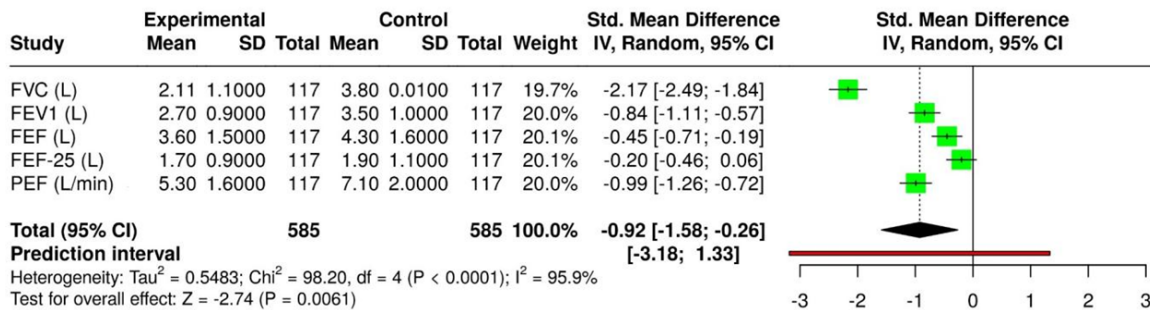 Experimental Control Std. Mean Difference Std. Mean Difference
Study Mean SD Total Mean SD Total Weight IV, Random, 95% CI IV, Random, 95% CI
FVC (L) 2.11 1.1000 117 3.80 0.0100 117 19.7% -2.17 [-2.49; -1.84]
FEV1 (L) 2.70 0.9000 117 3.50 1.0000 117 20.0% -0.84 [-1.11; -0.57]
FEF (L) 3.60 1.5000 117 4.30 1.6000 117 20.1% -0.45 [-0.71; -0.19]
FEF-25 (L) 1.70 0.9000 117 1.90 1.1000 117 20.1% -0.20 [-0.46; 0.06]
PEF (L/min) 5.30 1.6000 117 7.10 2.0000 117 20.0% -0.99 [-1.26; -0.72]
Total (95% CI) 585 585 100.0% -0.92 [-1.58; -0.26]
Prediction interval [-3.18; 1.33]
Heterogeneity: Tau² = 0.5483; Chi² = 98.20, df = 4 (P < 0.0001); I² = 95.9%
Test for overall effect: Z = -2.74 (P = 0.0061)
-3 -2 -1 0 1 2 3